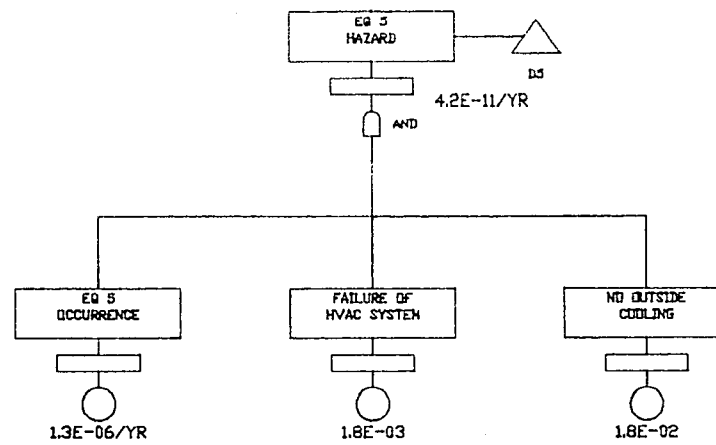 EQ 5
HAZARD
D5
4.2E-11/YR
AND
EQ 5
OCCURRENCE
FAILURE OF
HVAC SYSTEM
NO OUTSIDE
COOLING
1.3E-06/YR
1.8E-03
1.8E-02